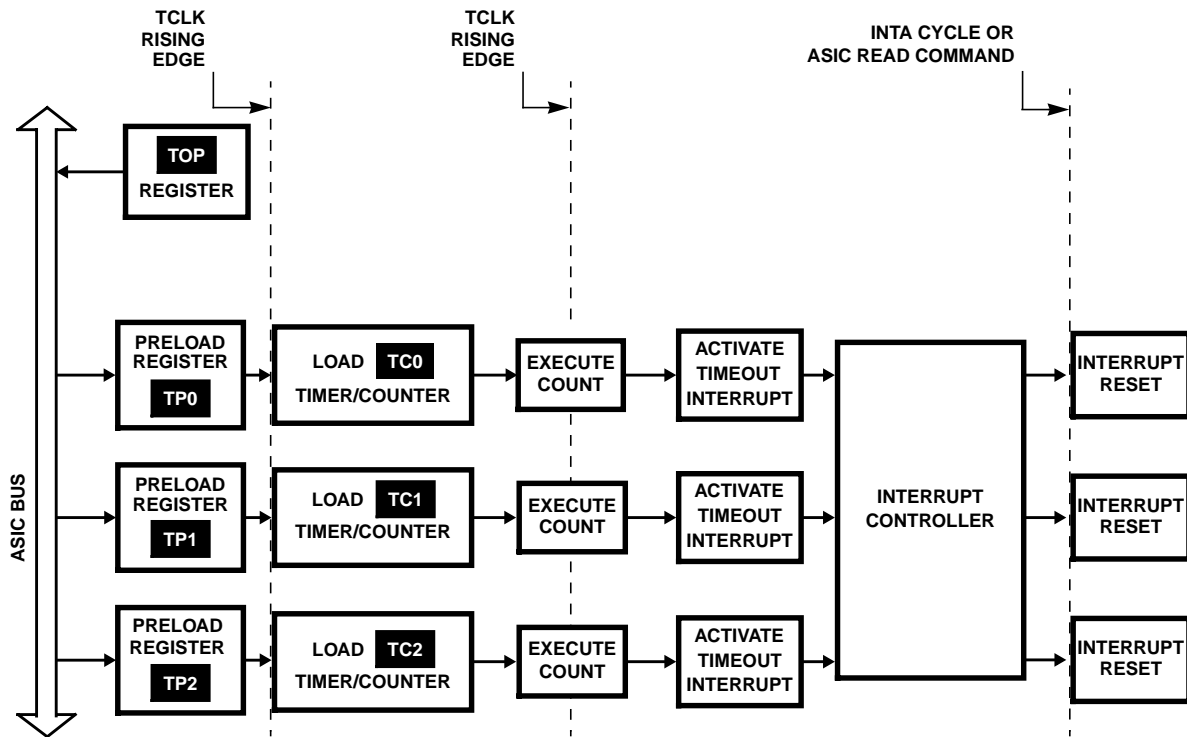 TCLK
RISING
EDGE
TCLK
RISING
EDGE
INTA CYCLE OR
ASIC READ COMMAND
TOP
REGISTER
ASIC BUS
PRELOAD
REGISTER
TP0
LOAD TC0
TIMER/COUNTER
EXECUTE
COUNT
ACTIVATE
TIMEOUT
INTERRUPT
INTERRUPT
CONTROLLER
INTERRUPT
RESET
PRELOAD
REGISTER
TP1
LOAD TC1
TIMER/COUNTER
EXECUTE
COUNT
ACTIVATE
TIMEOUT
INTERRUPT
INTERRUPT
RESET
PRELOAD
REGISTER
TP2
LOAD TC2
TIMER/COUNTER
EXECUTE
COUNT
ACTIVATE
TIMEOUT
INTERRUPT
INTERRUPT
RESET